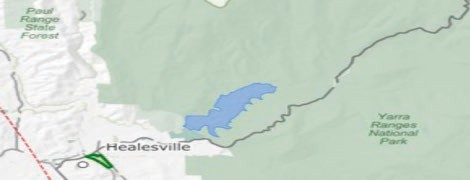 Paul
Range
State
Forest
Healesville
Yarra
Ranges
National
Park